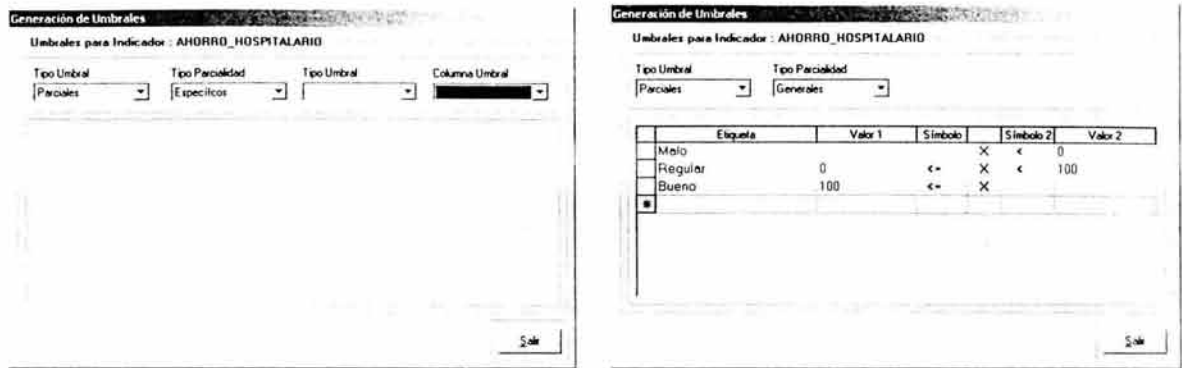 Generación de Umbrales
Umbrales para Indicador : AHORRO_HOSPITALARIO
Tipo Umbral Tipo Parcialidad Tipo Umbral Columna Umbral
Parciales Específcos
Salir
Generación de Umbrales
Umbrales para Indicador : AHORRO_HOSPITALARIO
Tipo Umbral Tipo Parcialidad
Parciales Generales
Etiqueta Valor 1 Símbolo Símbolo 2 Valor 2
Malo X < 0
Regular 0 <= X < 100
Bueno 100 <= X
Salir